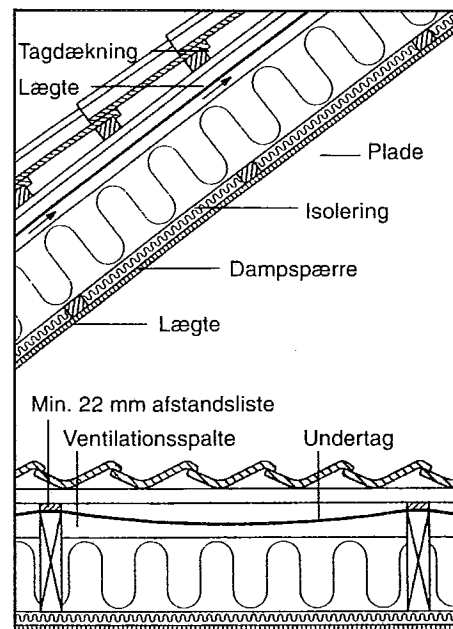 Tagdækning
Lægte
Plade
Isolering
Dampspærre
Lægte
Min. 22 mm afstandsliste
Ventilationsspalte
Undertag